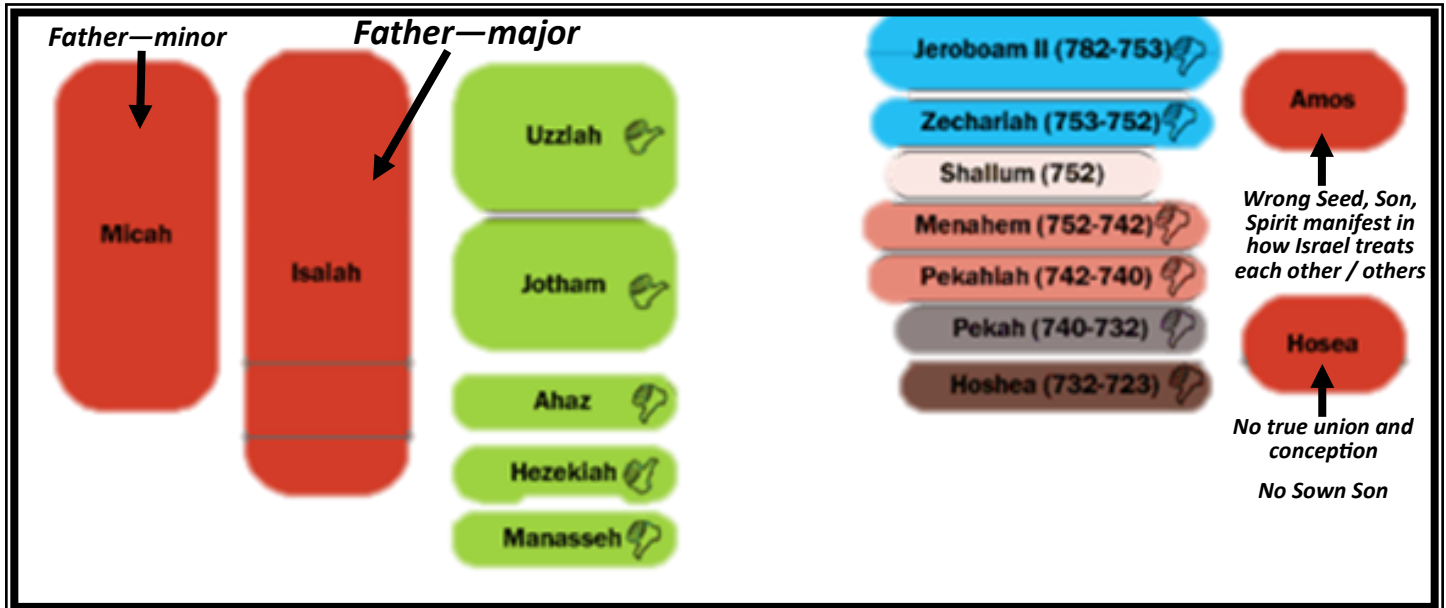 Father—minor
Father—major
Micah
Isaiah
Uzziah
Jotham
Ahaz
Hezekiah
Manasseh
Jeroboam II (782-753)
Zechariah (753-752)
Shallum (752)
Menahem (752-742)
Pekahiah (742-740)
Pekah (740-732)
Hoshea (732-723)
Amos
Wrong Seed, Son,
Spirit manifest in
how Israel treats
each other / others
Hosea
No true union and
conception
No Sown Son